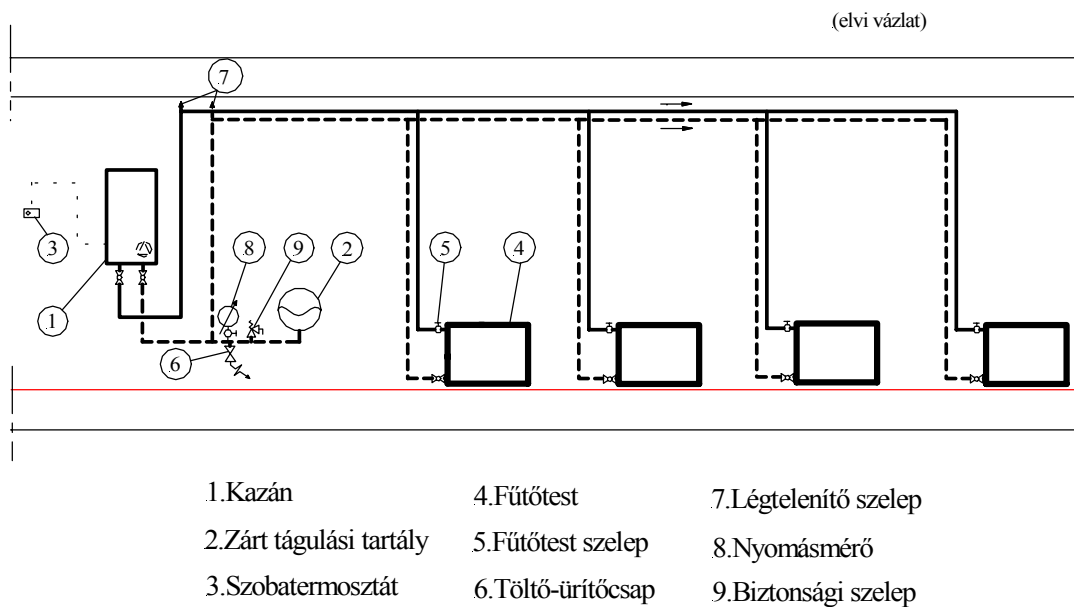 (elvi vázlat)
7
3
8
9
2
5
4
1
6
1.Kazán
2.Zárt tágulási tartály
3.Szobatermosztát
4.Fűtőtest
5.Fűtőtest szelep
6.Töltő-ürítőcsap
7.Légtelenítő szelep
8.Nyomásmérő
9.Biztonsági szelep